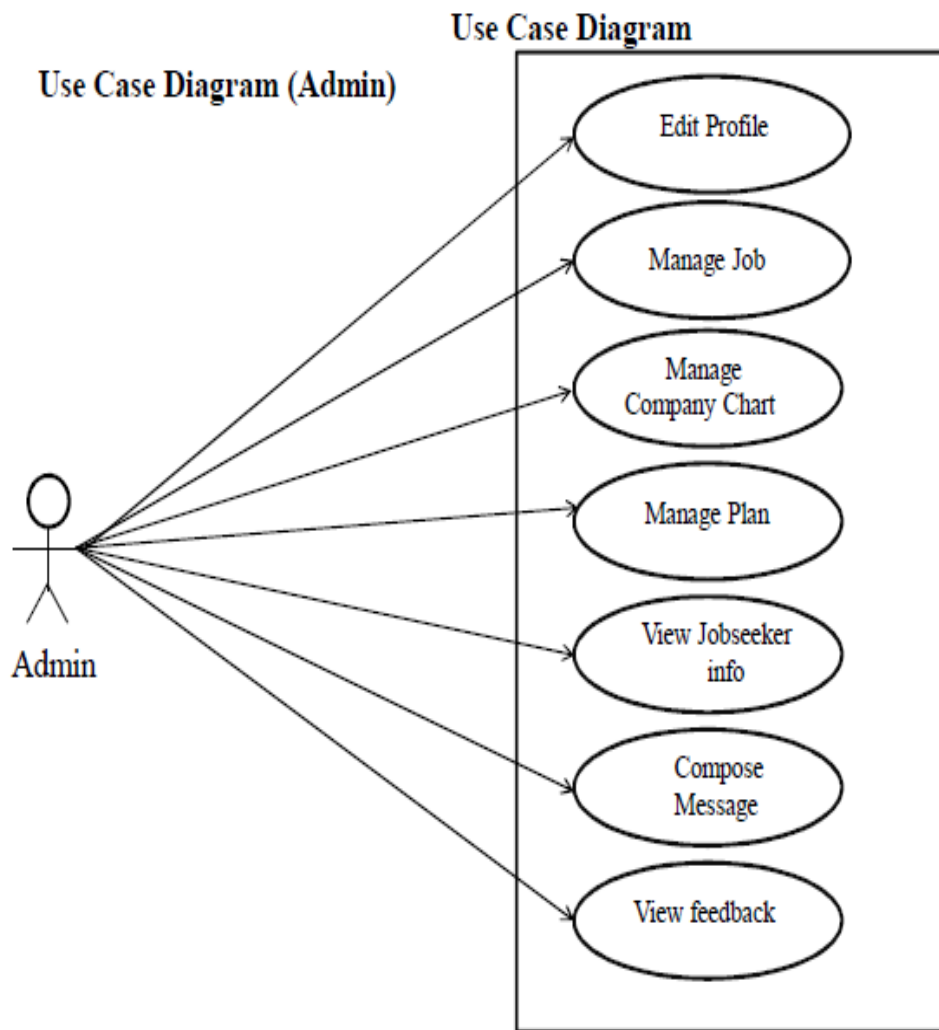 Use Case Diagram
Use Case Diagram (Admin)
Edit Profile
Manage Job
Manage
Company Chart
Manage Plan
View Jobseeker
info
Compose
Message
View feedback
Admin